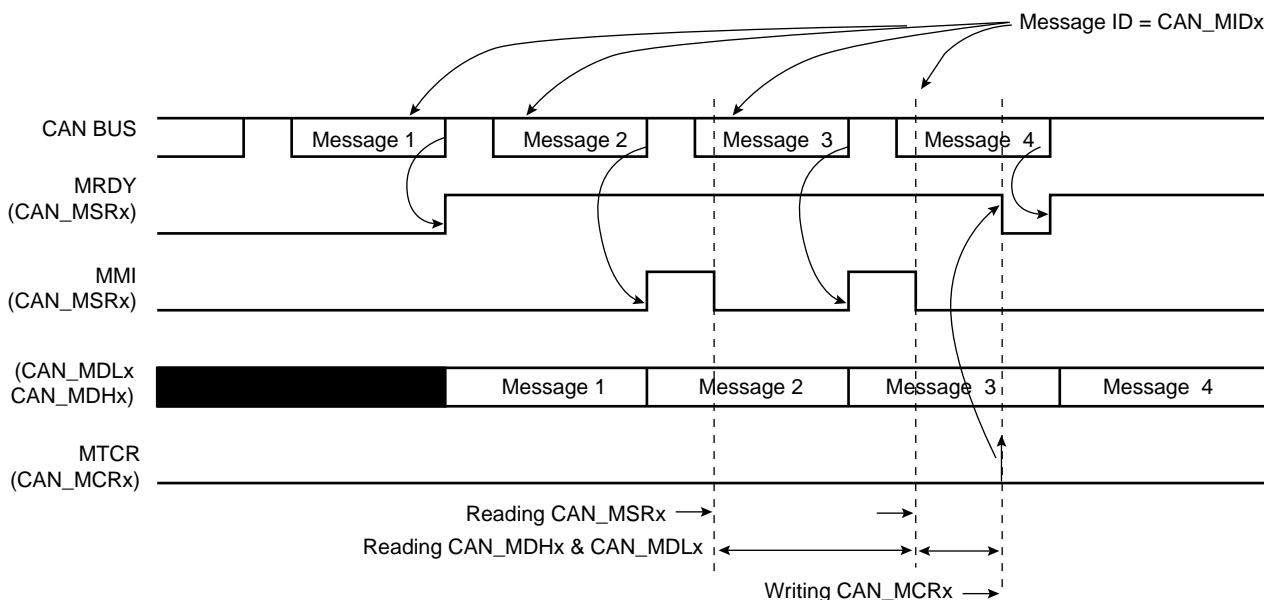 Message ID = CAN_MIDx
CAN BUS
Message 1
Message 2
Message 3
Message 4
MRDY
(CAN_MSRx)
MMI
(CAN_MSRx)
(CAN_MDLx
CAN_MDHx)
Message 1
Message 2
Message 3
Message 4
MTCR
(CAN_MCRx)
Reading CAN_MSRx
Reading CAN_MDHx & CAN_MDLx
Writing CAN_MCRx